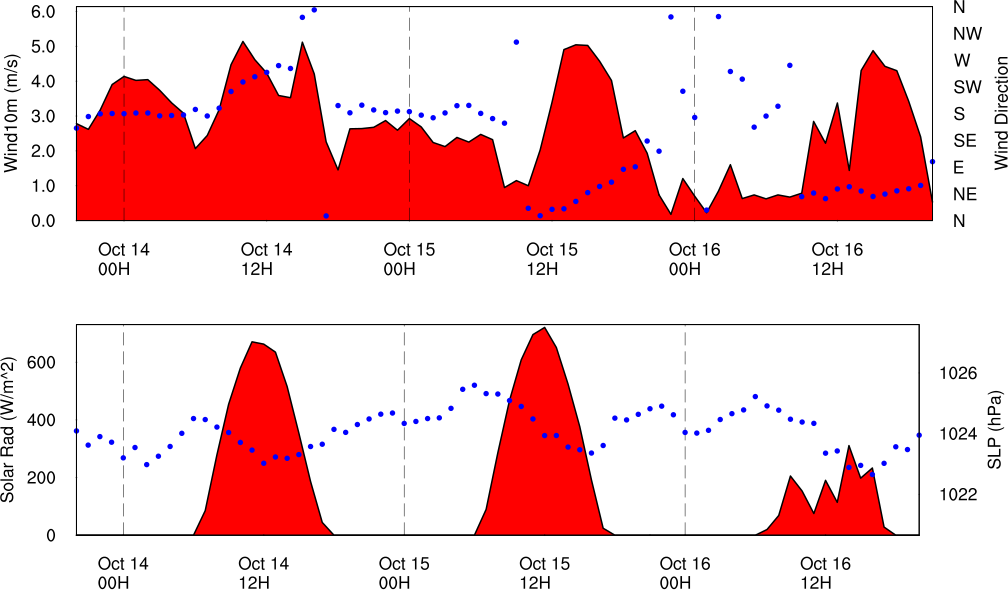 6.0
5.0
4.0
3.0
2.0
1.0
0.0
Wind10m (m/s)
N
NW
W
SW
S
SE
E
NE
N
Wind Direction
Oct 14
00H
Oct 14
12H
Oct 15
00H
Oct 15
12H
Oct 16
00H
Oct 16
12H
600
400
200
0
Solar Rad (W/m^2)
1026
1024
1022
SLP (hPa)
Oct 14
00H
Oct 14
12H
Oct 15
00H
Oct 15
12H
Oct 16
00H
Oct 16
12H